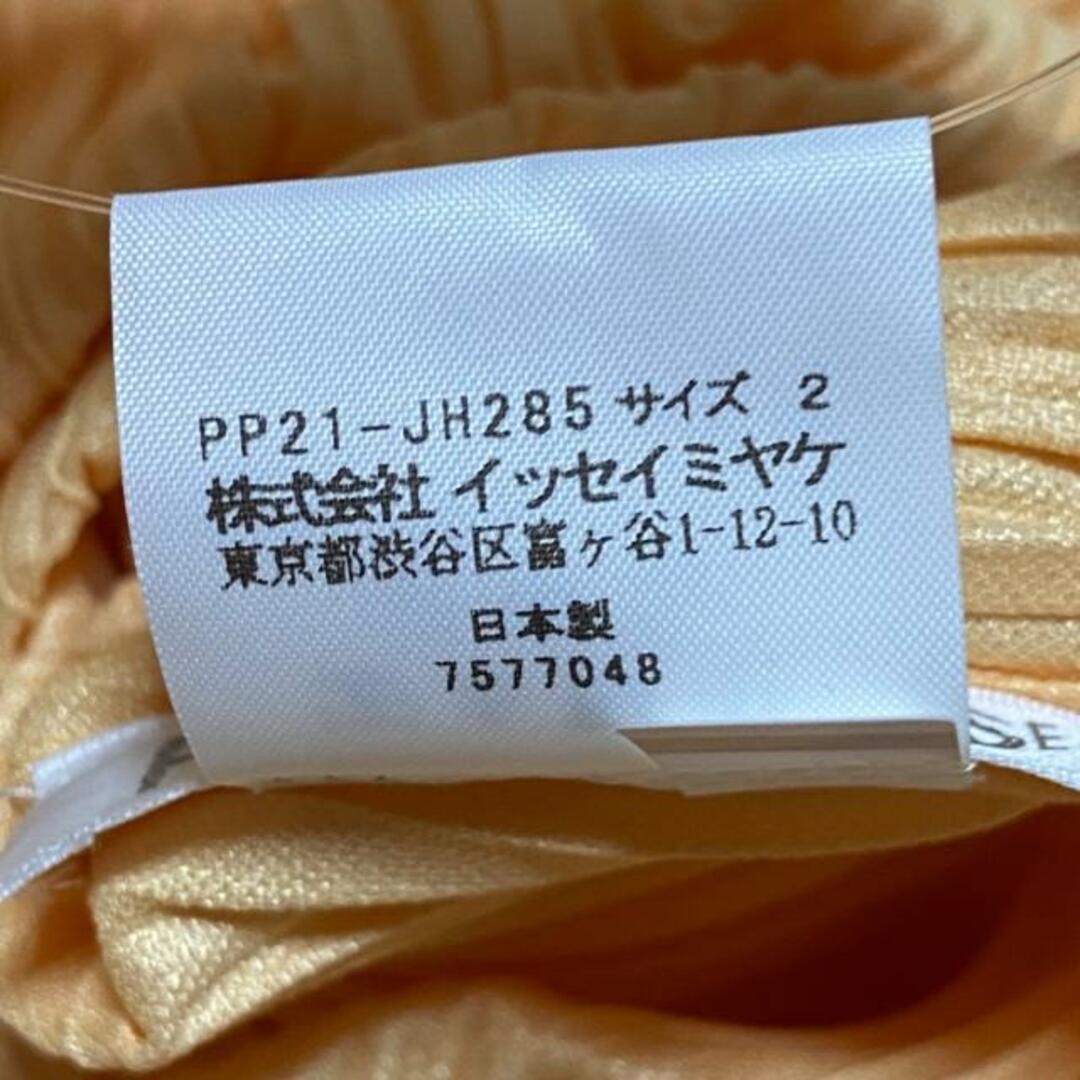 PP21-JH285 サイズ 2
株式会社 イッセイミヤケ
東京都渋谷区富ヶ谷1-12-10
日本製
7577048
SE